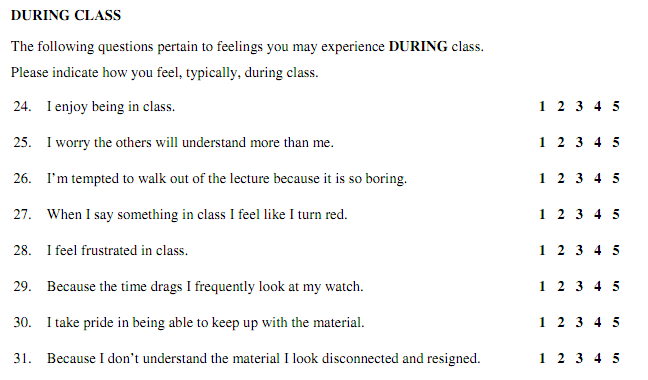 DURING CLASS
The following questions pertain to feelings you may experience DURING class.
Please indicate how you feel, typically, during class.
24. I enjoy being in class. 1 2 3 4 5
25. I worry the others will understand more than me. 1 2 3 4 5
26. I’m tempted to walk out of the lecture because it is so boring. 1 2 3 4 5
27. When I say something in class I feel like I turn red. 1 2 3 4 5
28. I feel frustrated in class. 1 2 3 4 5
29. Because the time drags I frequently look at my watch. 1 2 3 4 5
30. I take pride in being able to keep up with the material. 1 2 3 4 5
31. Because I don’t understand the material I look disconnected and resigned. 1 2 3 4 5